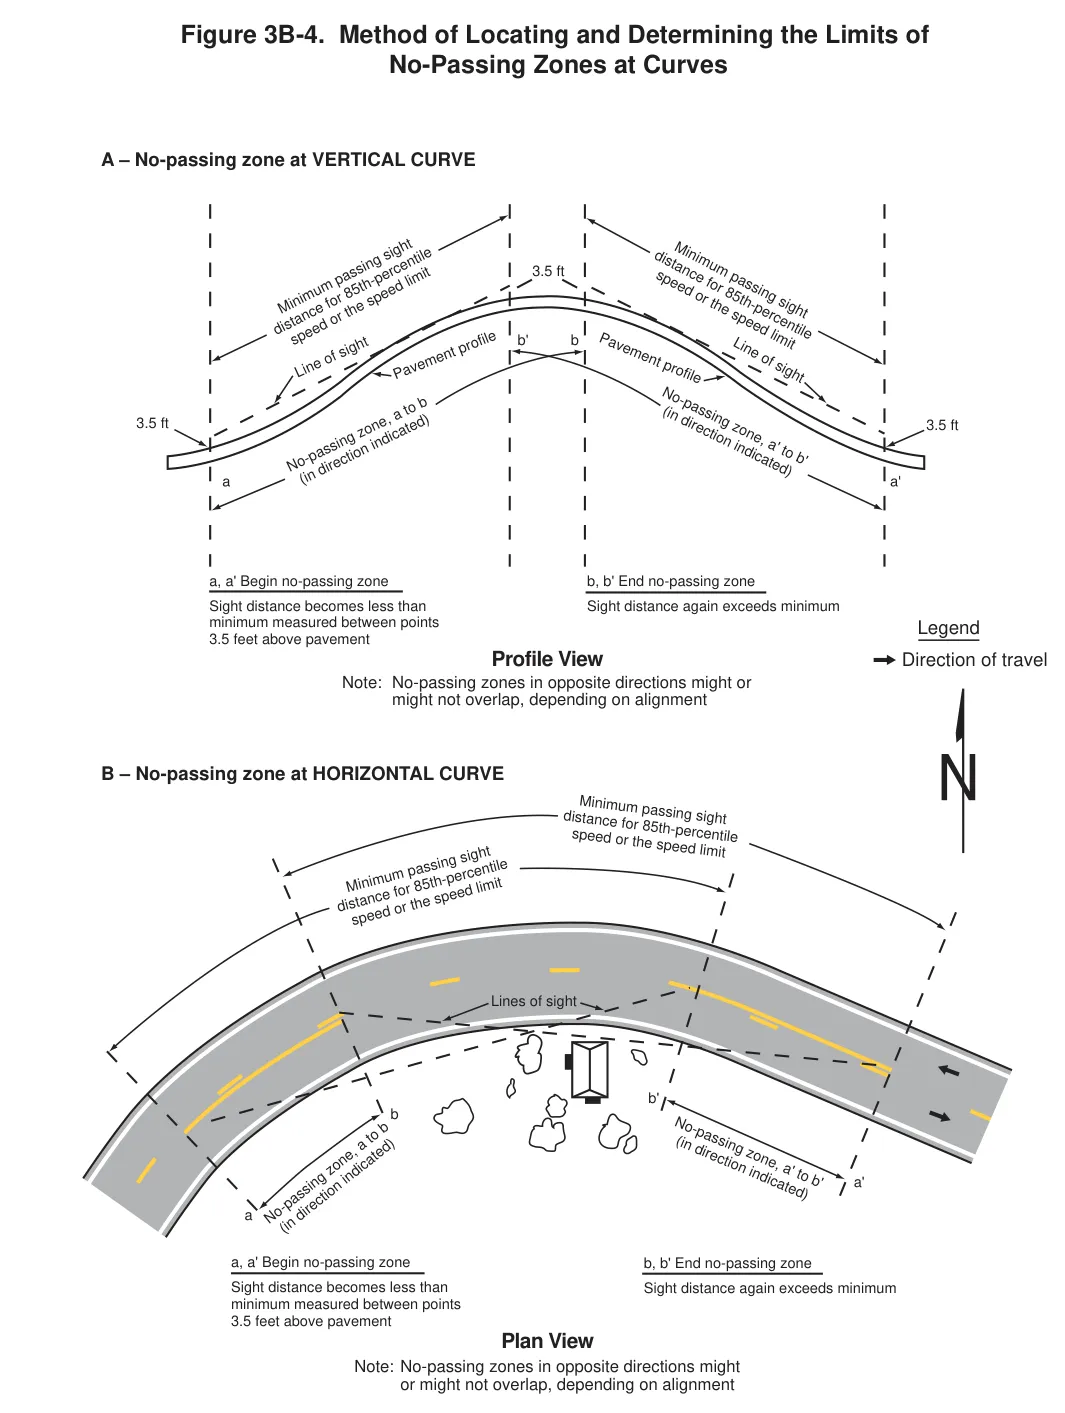 Figure 3B-4.  Method of Locating and Determining the Limits of
No-Passing Zones at Curves
A – No-passing zone at VERTICAL CURVE
Minimum passing sight
distance for 85th-percentile
speed or the speed limit
Minimum passing sight
distance for 85th-percentile
speed or the speed limit
3.5 ft
Line of sight
Pavement profile
b'
b
Pavement profile
Line of sight
3.5 ft
No-passing zone, a to b
(in direction indicated)
No-passing zone, a' to b'
(in direction indicated)
3.5 ft
a
a'
a, a' Begin no-passing zone
Sight distance becomes less than
minimum measured between points
3.5 feet above pavement
b, b' End no-passing zone
Sight distance again exceeds minimum
Profile View
Note: No-passing zones in opposite directions might or
might not overlap, depending on alignment
Legend
Direction of travel
N
B – No-passing zone at HORIZONTAL CURVE
Minimum passing sight
distance for 85th-percentile
speed or the speed limit
Minimum passing sight
distance for 85th-percentile
speed or the speed limit
Lines of sight
b
No-passing zone, a to b
(in direction indicated)
a
b'
No-passing zone, a' to b'
(in direction indicated)
a'
a, a' Begin no-passing zone
Sight distance becomes less than
minimum measured between points
3.5 feet above pavement
b, b' End no-passing zone
Sight distance again exceeds minimum
Plan View
Note: No-passing zones in opposite directions might
or might not overlap, depending on alignment